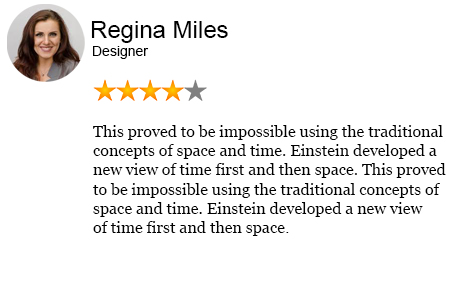 Regina Miles
Designer
This proved to be impossible using the traditional
concepts of space and time. Einstein developed a
new view of time first and then space. This proved
to be impossible using the traditional concepts of
space and time. Einstein developed a new view
of time first and then space.